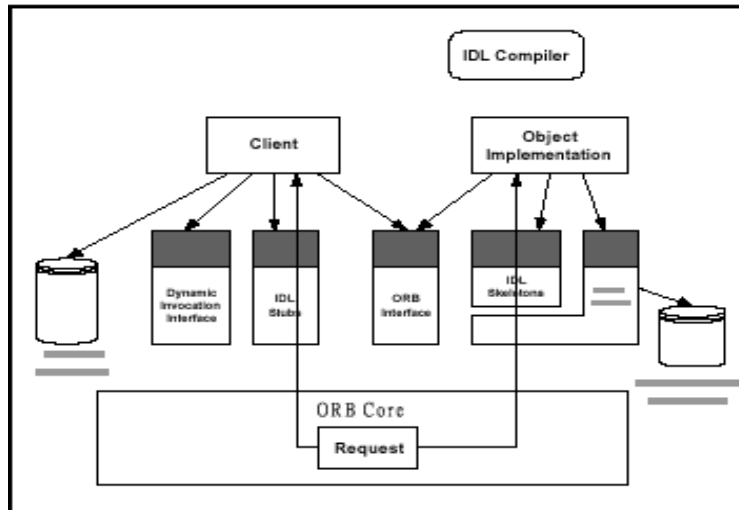 IDL Compiler
Client
Object
Implementation
Dynamic
Invocation
Interface
IDL
Stubs
ORB
Interface
IDL
Skeletons
ORB Core
Request